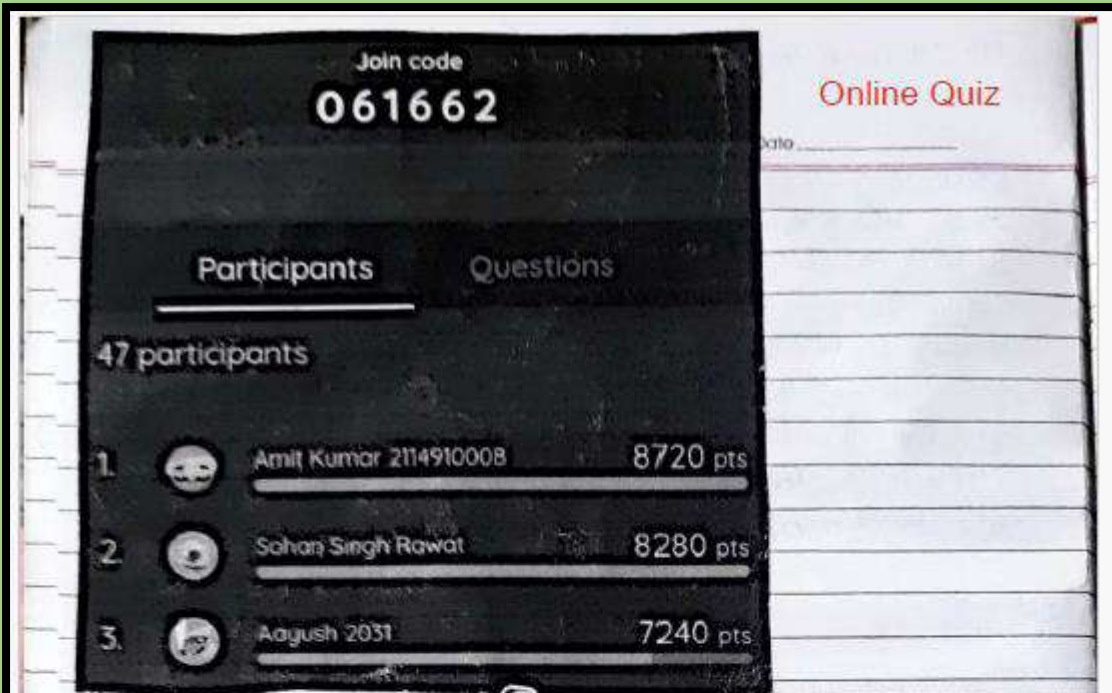 Join code
061662
Online Quiz
Date
Participants Questions
47 participants
1. Amit Kumar 2114910008 8720 pts
2. Sohan Singh Rawat 8280 pts
3. Aayush 2031 7240 pts